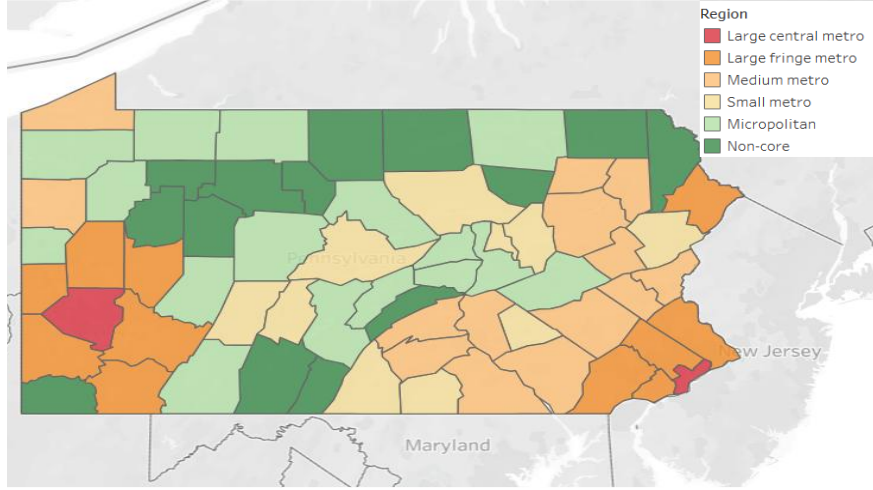 Region
Large central metro
Large fringe metro
Medium metro
Small metro
Micropolitan
Non-core
Pennsylvania
New Jersey
Maryland